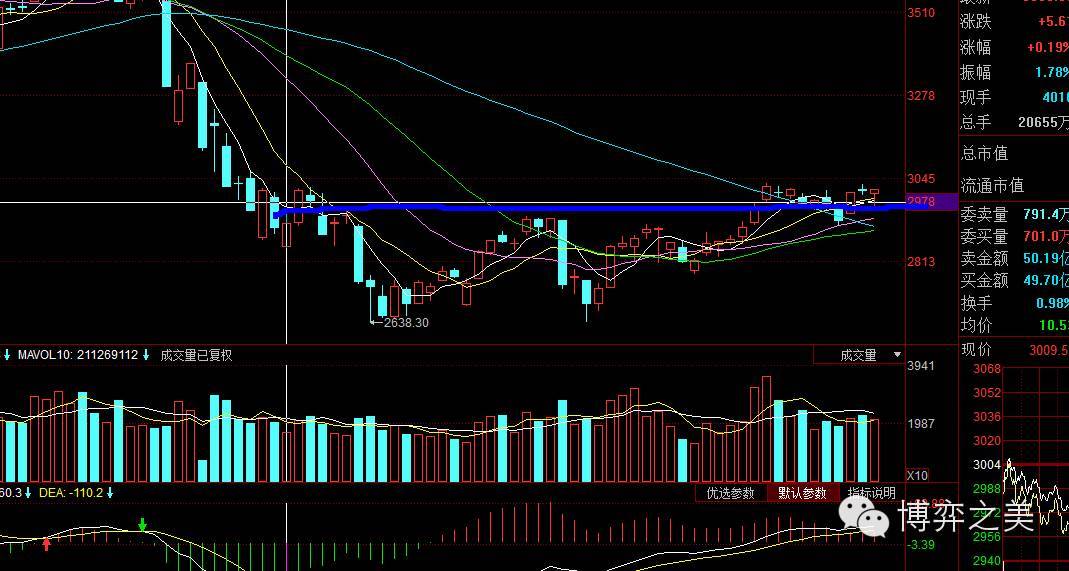 3510
3278
3045
2978
2813
2638.30
涨跌 +5.6
涨幅 +0.19%
振幅 1.78%
现手 401
总手 20655万
总市值
流通市值
委卖量 791.4万
委买量 701.0万
卖金额 50.19亿
买金额 49.70亿
换手 0.98%
均价 10.5
现价 3009.5
MAVOL10: 211269112 成交量已复权
成交量
3941
1987
X10
3068
3052
3036
3020
3004
2988
2972
2956
2940
60.3 DEA: -110.2
优选参数 默认参数 指标说明
-3.39
博弈之美